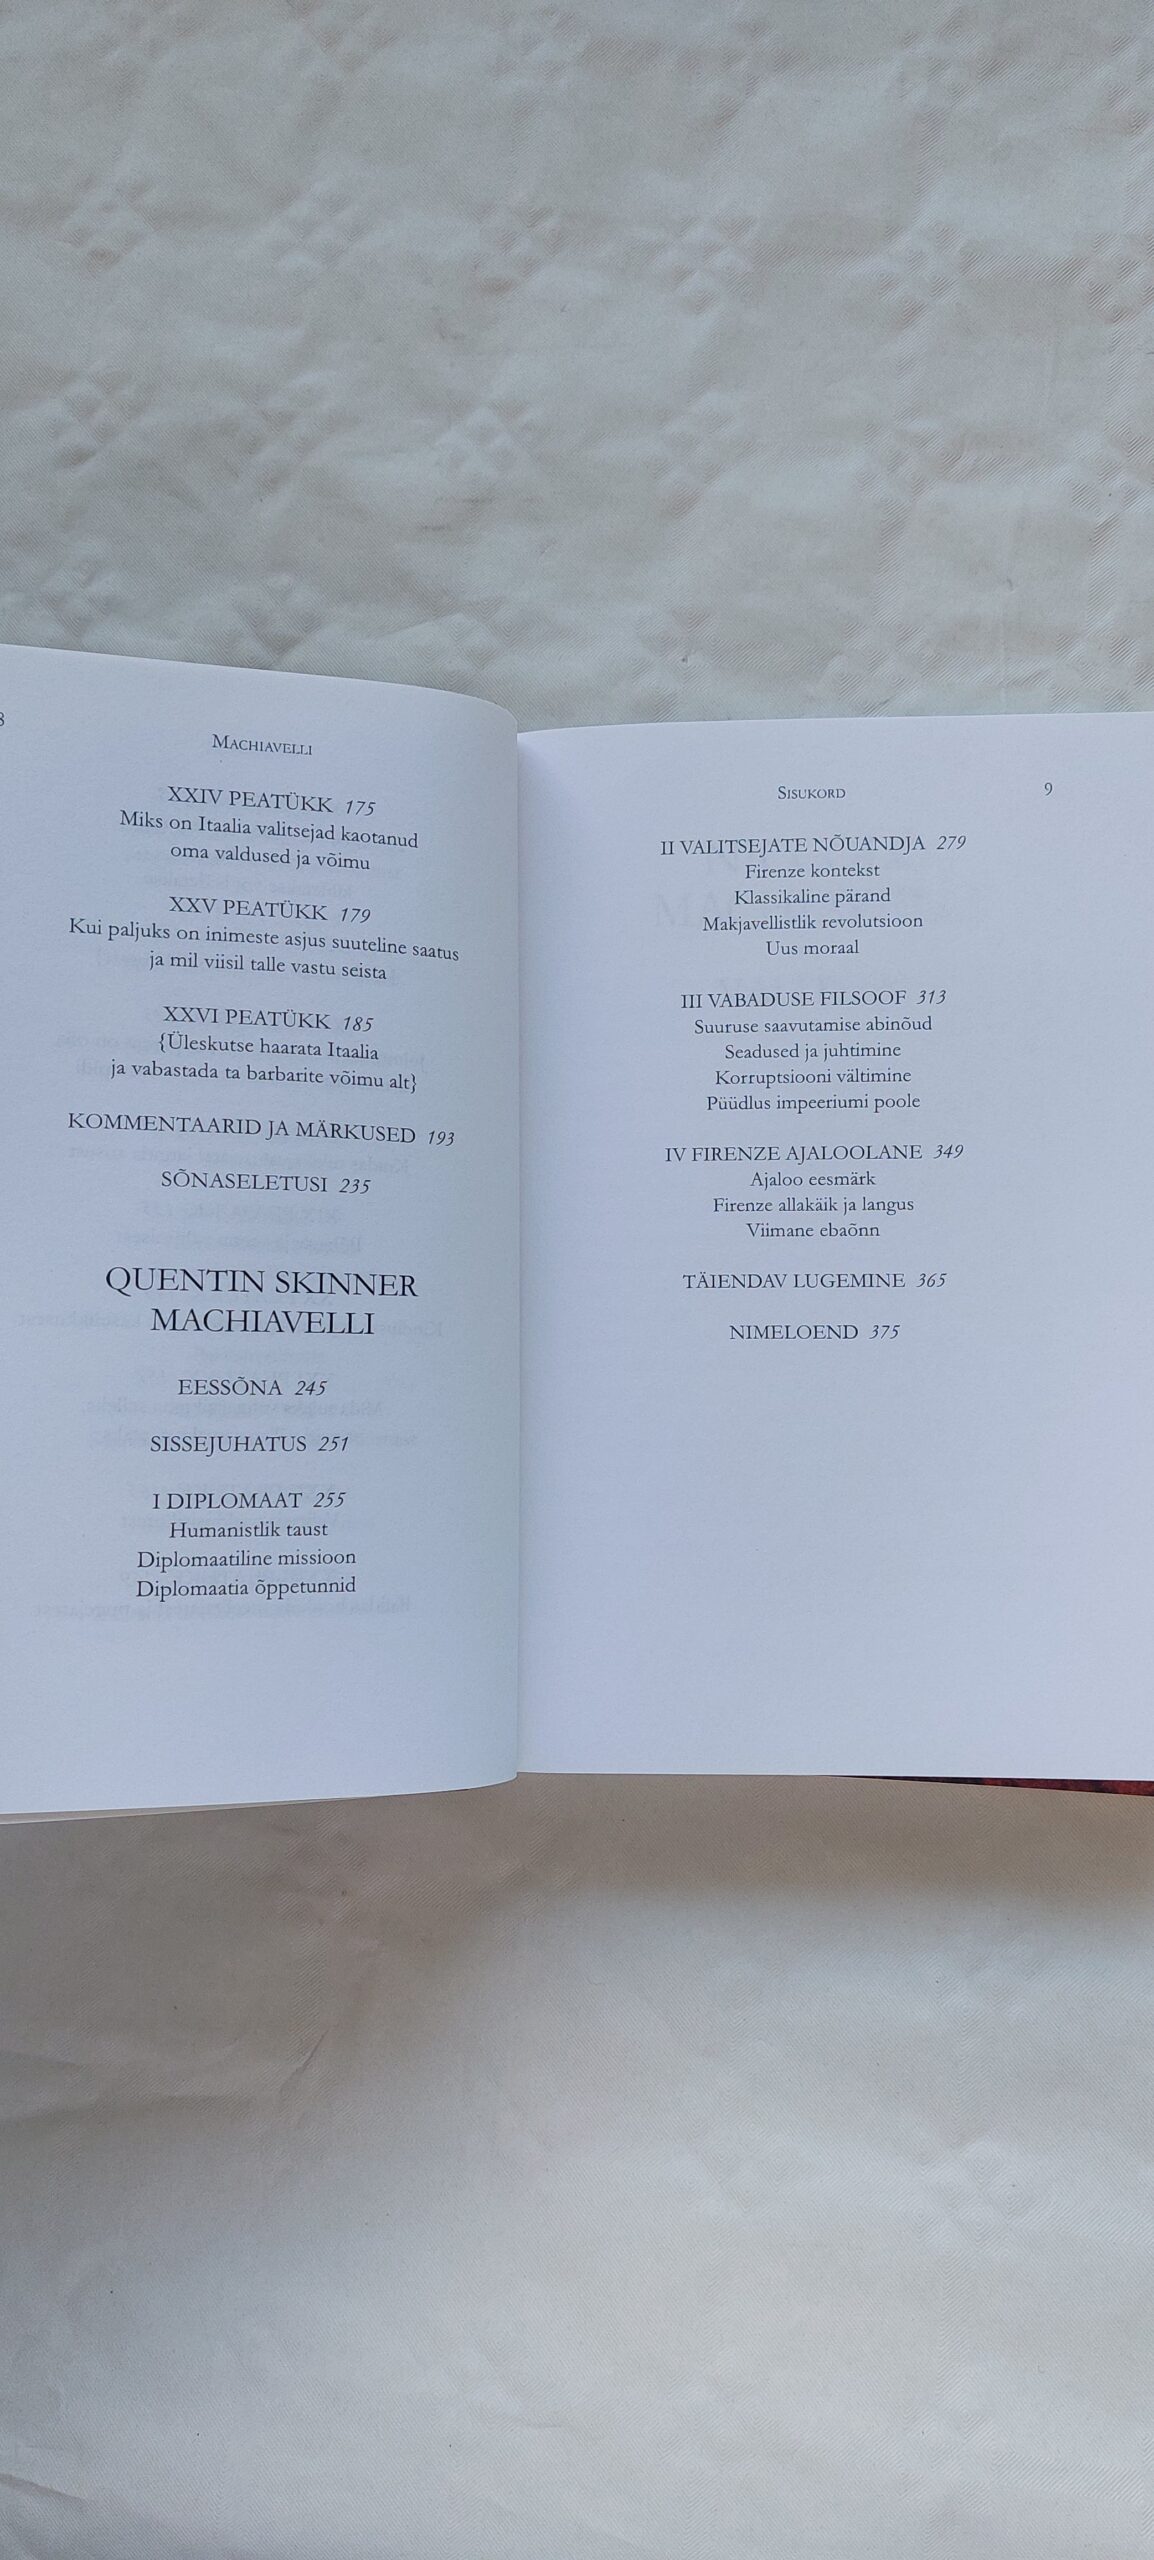 8
MACHIAVELLI
XXIV PEATÜKK 175
Miks on Itaalia valitsejad kaotanud
oma valdused ja võimu
XXV PEATÜKK 179
Kui paljuks on inimeste asjus suuteline saatus
ja mil viisil talle vastu seista
XXVI PEATÜKK 185
{Üleskutse haarata Itaalia
ja vabastada ta barbarite võimu alt}
KOMMENTAARID JA MÄRKUSED 193
SÕNASELETUSI 235
QUENTIN SKINNER
MACHIAVELLI
EESSÕNA 245
SISSEJUHATUS 251
I DIPLOMAAT 255
Humanistlik taust
Diplomaatiline missioon
Diplomaatia õppetunnid
SISUKORD 9
II VALITSEJATE NÕUANDJA 279
Firenze kontekst
Klassikaline pärand
Makjavellistlik revolutsioon
Uus moraal
III VABADUSE FILSOOF 313
Suuruse saavutamise abinõud
Seadused ja juhtimine
Korruptsiooni vältimine
Püüdlus impeeriumi poole
IV FIRENZE AJALOOLANE 349
Ajaloo eesmärk
Firenze allakäik ja langus
Viimane ebaõnn
TÄIENDAV LUGEMINE 365
NIMELOEND 375